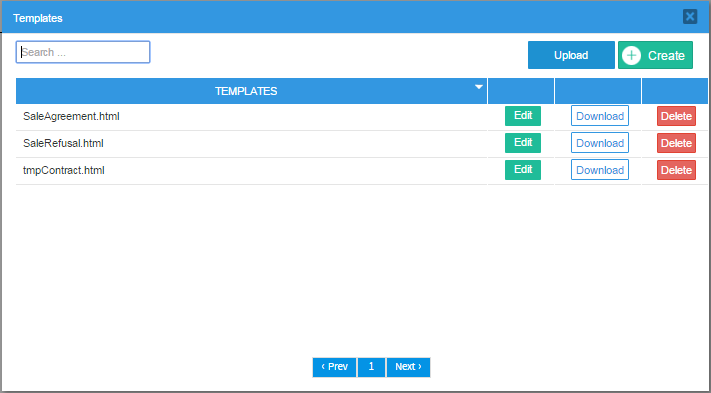 Templates
Search ...
Upload
Create
TEMPLATES
SaleAgreement.html Edit Download Delete
SaleRefusal.html Edit Download Delete
tmpContract.html Edit Download Delete
‹ Prev 1 Next ›